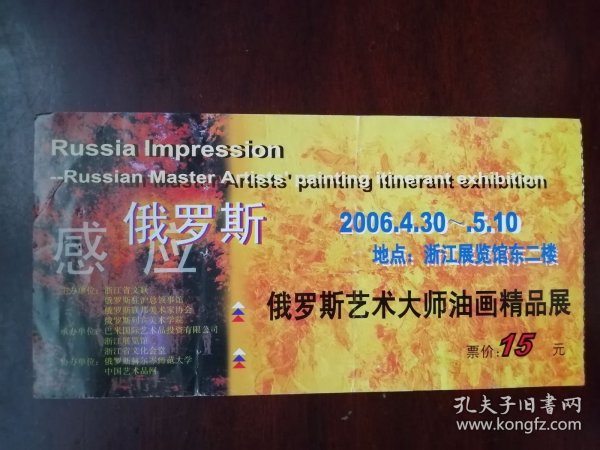 Russia Impression
--Russian Master Artists' painting itinerant exhibition
感应
俄罗斯
2006.4.30～.5.10
地点：浙江展览馆东二楼
俄罗斯艺术大师油画精品展
票价:15 元
主办单位：浙江省文联
俄罗斯驻沪总领事馆
俄罗斯联邦美术家协会
俄罗斯列宾美术学院
承办单位：巴米国际艺术品投资有限公司
浙江展览馆
浙江省文化会堂
协办单位：俄罗斯赫尔岑师范大学
中国艺术品网
孔夫子旧书网
www.kongfz.com